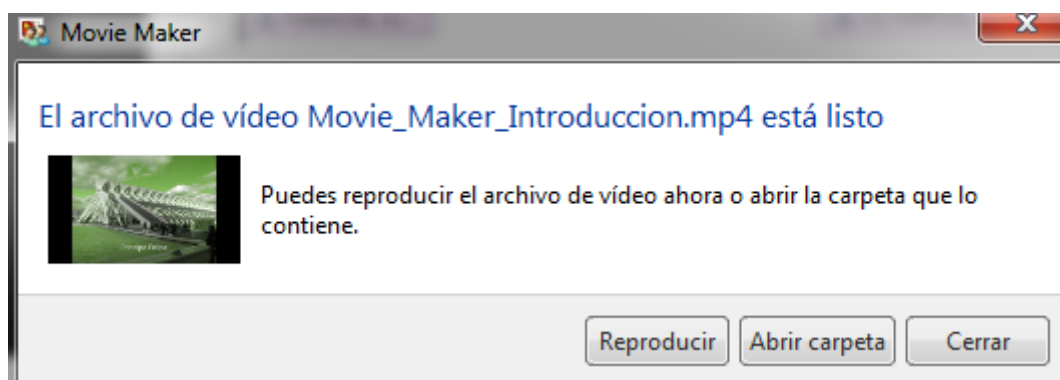 Movie Maker
El archivo de vídeo Movie_Maker_Introduccion.mp4 está listo
Puedes reproducir el archivo de vídeo ahora o abrir la carpeta que lo
contiene.
Reproducir
Abrir carpeta
Cerrar